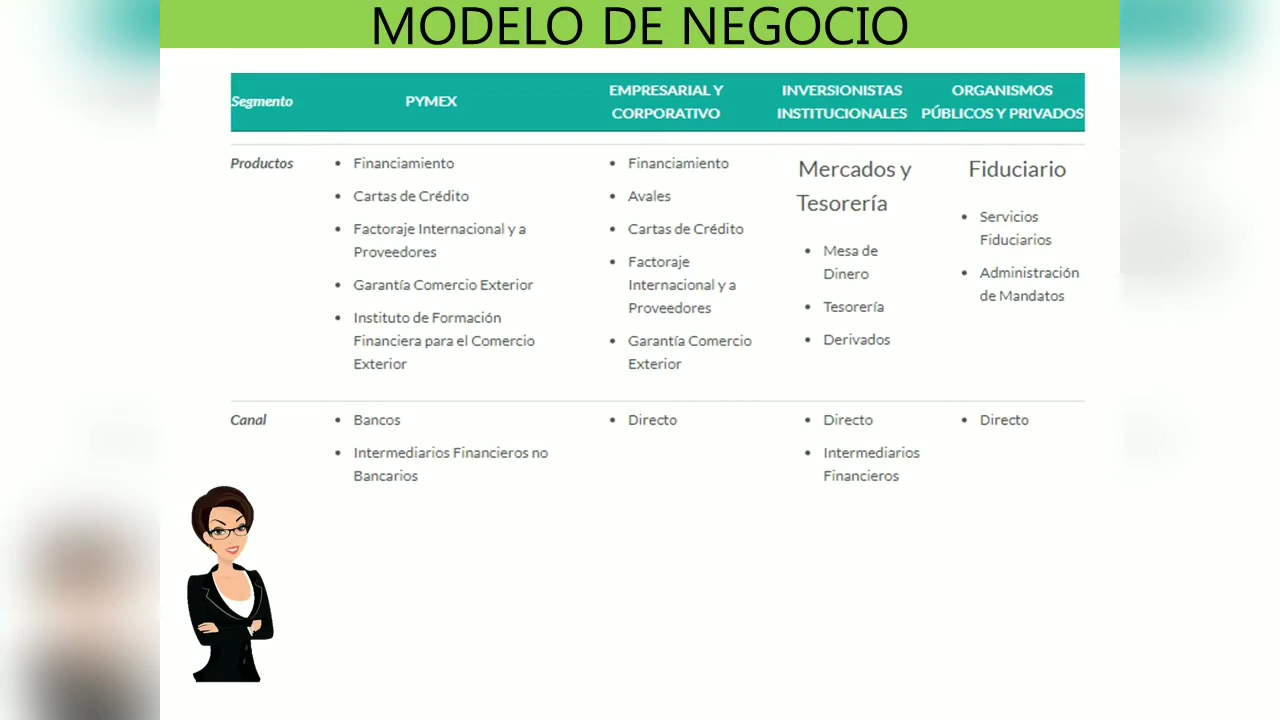 MODELO DE NEGOCIO
Segmento
PYMEX
EMPRESARIAL Y
CORPORATIVO
INVERSIONISTAS
INSTITUCIONALES
ORGANISMOS
PÚBLICOS Y PRIVADOS
Productos
• Financiamiento
• Cartas de Crédito
• Factoraje Internacional y a
Proveedores
• Garantía Comercio Exterior
• Instituto de Formación
Financiera para el Comercio
Exterior
• Financiamiento
• Avales
• Cartas de Crédito
• Factoraje
Internacional y a
Proveedores
• Garantía Comercio
Exterior
Mercados y
Tesorería
• Mesa de
Dinero
• Tesorería
• Derivados
Fiduciario
• Servicios
Fiduciarios
• Administración
de Mandatos
Canal
• Bancos
• Intermediarios Financieros no
Bancarios
• Directo
• Directo
• Intermediarios
Financieros
• Directo